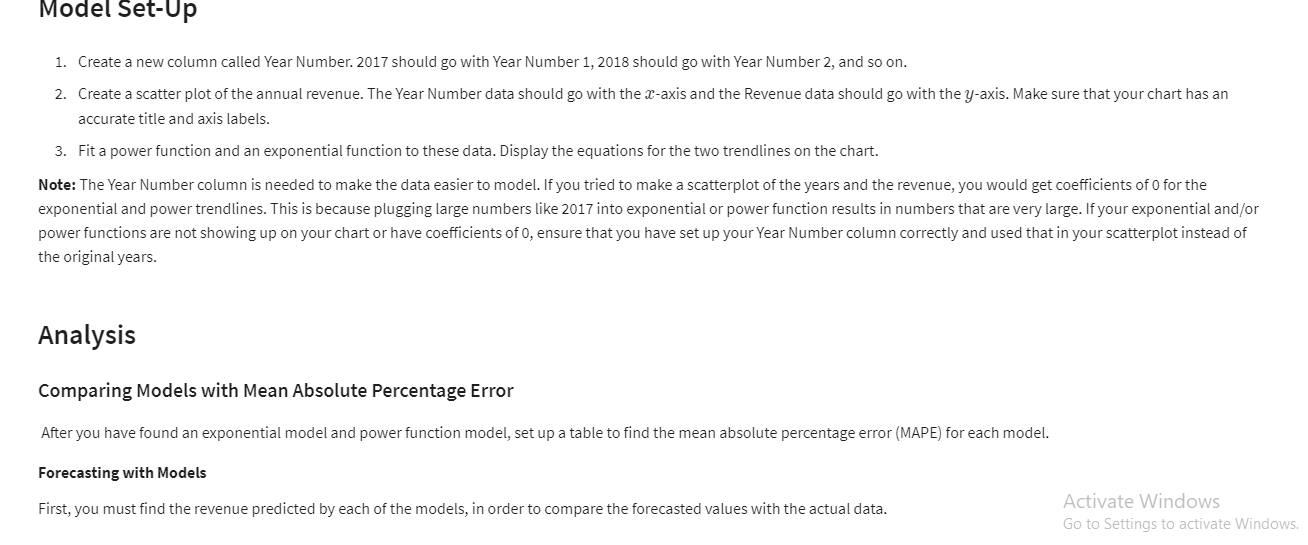 Model Set-Up
1. Create a new column called Year Number. 2017 should go with Year Number 1, 2018 should go with Year Number 2, and so on.
2. Create a scatter plot of the annual revenue. The Year Number data should go with the x-axis and the Revenue data should go with the y-axis. Make sure that your chart has an
accurate title and axis labels.
3. Fit a power function and an exponential function to these data. Display the equations for the two trendlines on the chart.
Note: The Year Number column is needed to make the data easier to model. If you tried to make a scatterplot of the years and the revenue, you would get coefficients of 0 for the
exponential and power trendlines. This is because plugging large numbers like 2017 into exponential or power function results in numbers that are very large. If your exponential and/or
power functions are not showing up on your chart or have coefficients of 0, ensure that you have set up your Year Number column correctly and used that in your scatterplot instead of
the original years.
Analysis
Comparing Models with Mean Absolute Percentage Error
After you have found an exponential model and power function model, set up a table to find the mean absolute percentage error (MAPE) for each model.
Forecasting with Models
First, you must find the revenue predicted by each of the models, in order to compare the forecasted values with the actual data.
Activate Windows
Go to Settings to activate Windows.